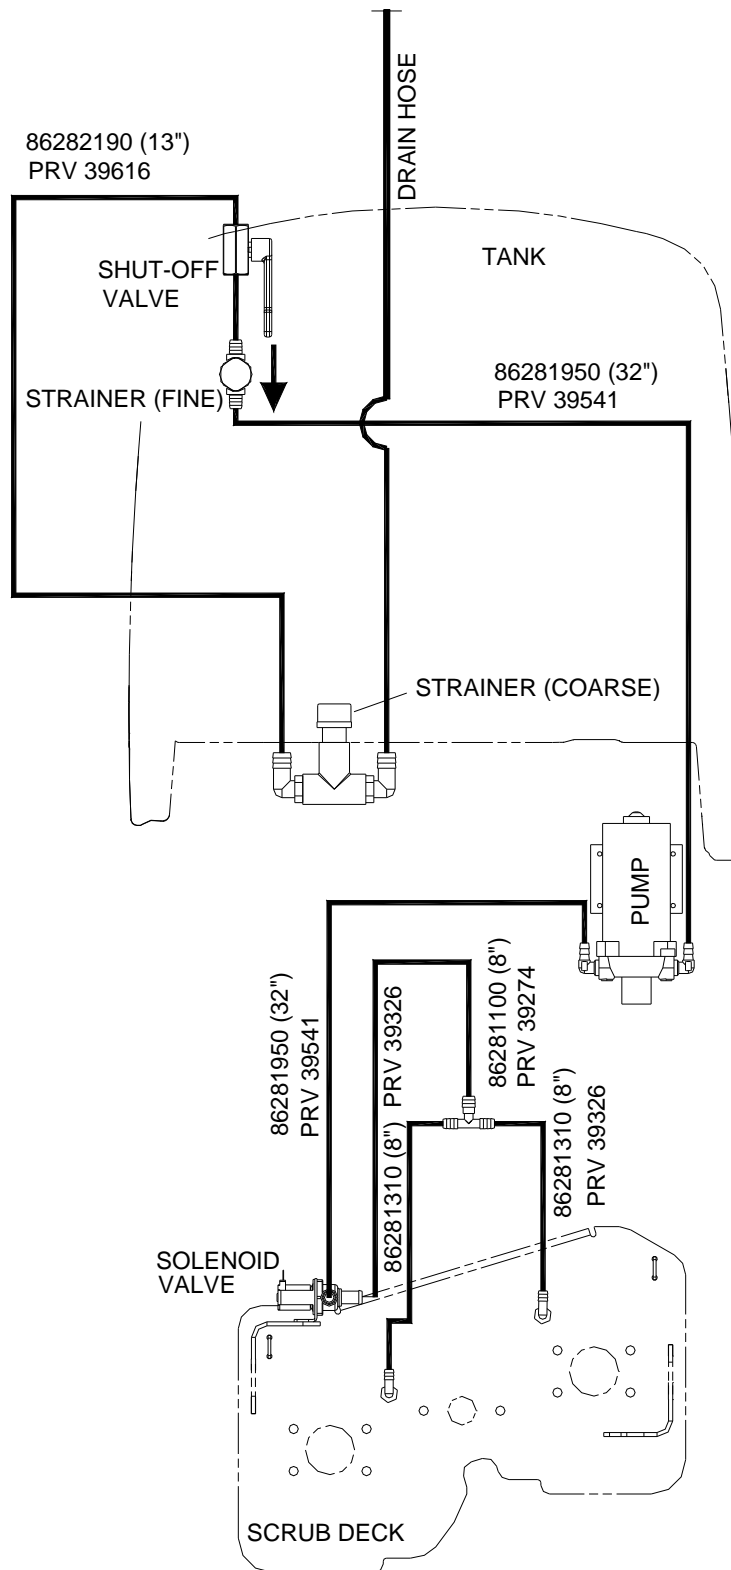 DRAIN HOSE
86282190 (13")
PRV 39616
SHUT-OFF
VALVE
TANK
STRAINER (FINE)
86281950 (32")
PRV 39541
STRAINER (COARSE)
PUMP
86281950 (32")
PRV 39541
86281310 (8")
PRV 39326
86281100 (8")
PRV 39274
86281310 (8")
PRV 39326
SOLENOID
VALVE
SCRUB DECK